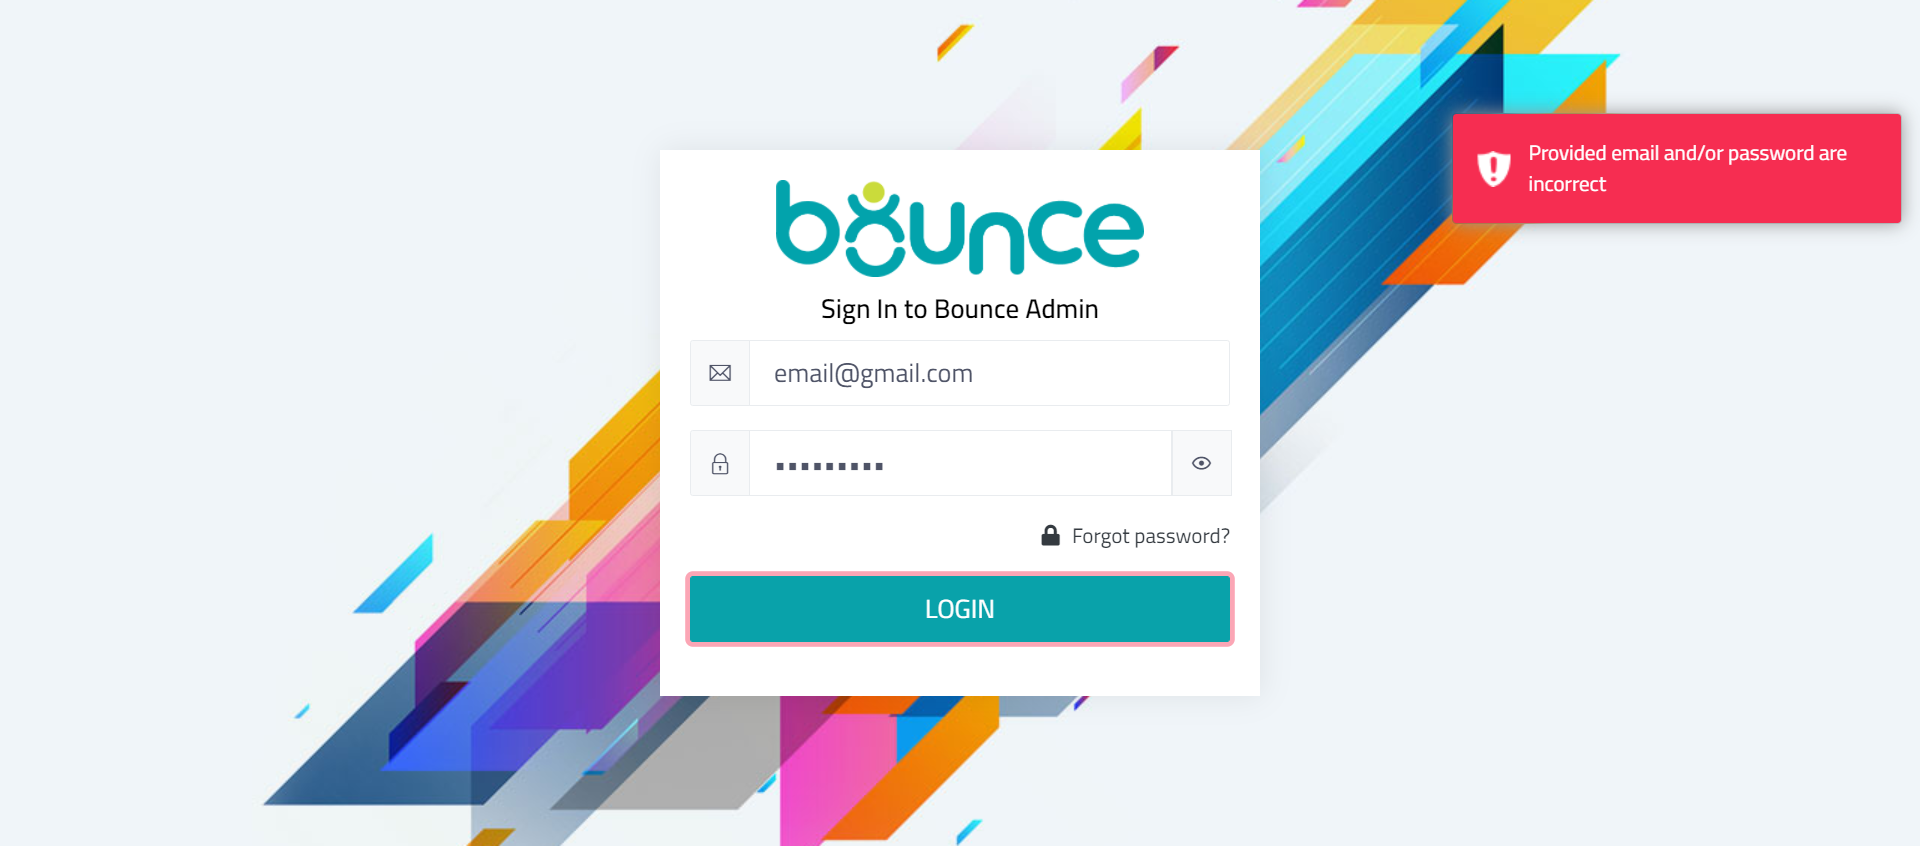 Provided email and/or password are
incorrect
bounce
Sign In to Bounce Admin
email@gmail.com
Forgot password?
LOGIN